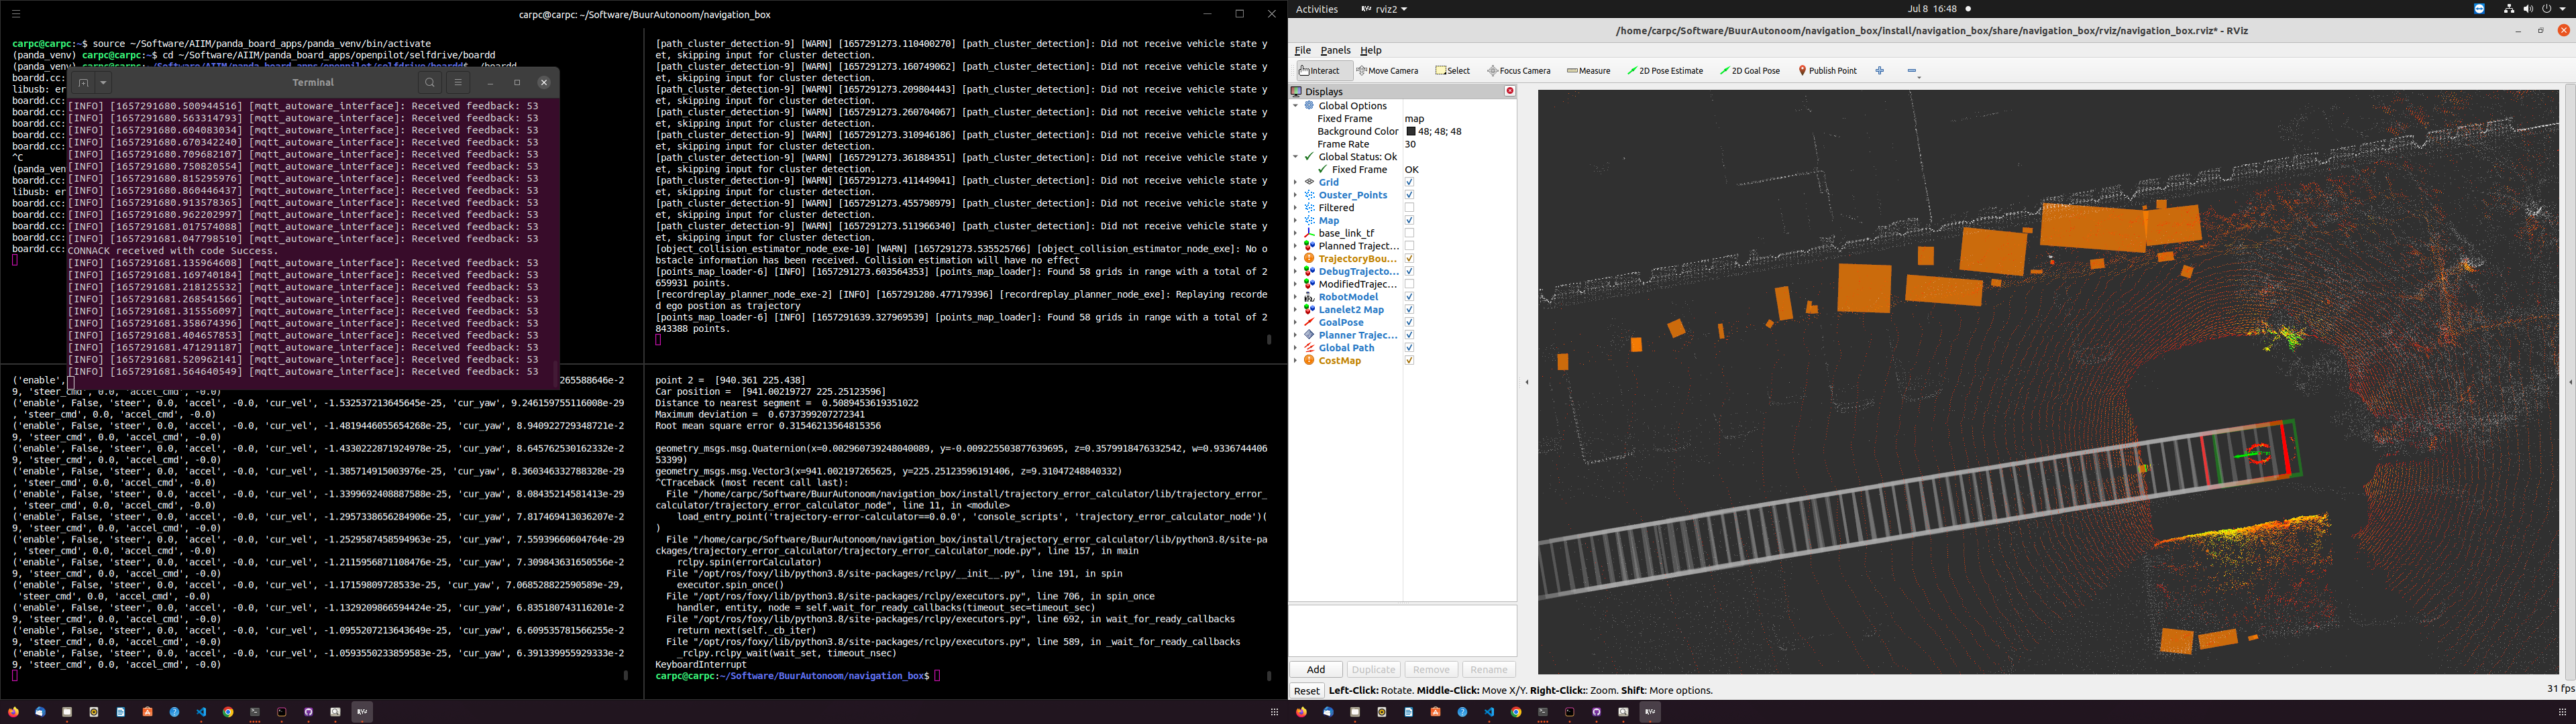 carpc@carpc: ~/Software/BuurAutonoom/navigation_box
carpc@carpc:~$ source ~/Software/AIIM/panda_board_apps/panda_venv/bin/activate
(panda_venv) carpc@carpc:~$ cd ~/Software/AIIM/panda_board_apps/openpilot/selfdrive/boardd
boardd.cc:
libusb: er
boardd.cc:
boardd.cc:
boardd.cc:
boardd.cc:
boardd.cc:
^C
(panda_ven
boardd.cc:
libusb: er
boardd.cc:
boardd.cc:
boardd.cc:
boardd.cc:
boardd.cc:
Terminal
[INFO] [1657291680.500944516] [mqtt_autoware_interface]: Received feedback: 53
[INFO] [1657291680.563314793] [mqtt_autoware_interface]: Received feedback: 53
[INFO] [1657291680.604083034] [mqtt_autoware_interface]: Received feedback: 53
[INFO] [1657291680.670342240] [mqtt_autoware_interface]: Received feedback: 53
[INFO] [1657291680.709682107] [mqtt_autoware_interface]: Received feedback: 53
[INFO] [1657291680.750820554] [mqtt_autoware_interface]: Received feedback: 53
[INFO] [1657291680.815295976] [mqtt_autoware_interface]: Received feedback: 53
[INFO] [1657291680.860446437] [mqtt_autoware_interface]: Received feedback: 53
[INFO] [1657291680.913578365] [mqtt_autoware_interface]: Received feedback: 53
[INFO] [1657291680.962202997] [mqtt_autoware_interface]: Received feedback: 53
[INFO] [1657291681.017574088] [mqtt_autoware_interface]: Received feedback: 53
[INFO] [1657291681.047798510] [mqtt_autoware_interface]: Received feedback: 53
CONNACK received with code Success.
[INFO] [1657291681.135964608] [mqtt_autoware_interface]: Received feedback: 53
[INFO] [1657291681.169740184] [mqtt_autoware_interface]: Received feedback: 53
[INFO] [1657291681.218125532] [mqtt_autoware_interface]: Received feedback: 53
[INFO] [1657291681.268541566] [mqtt_autoware_interface]: Received feedback: 53
[INFO] [1657291681.315556097] [mqtt_autoware_interface]: Received feedback: 53
[INFO] [1657291681.358674396] [mqtt_autoware_interface]: Received feedback: 53
[INFO] [1657291681.404657853] [mqtt_autoware_interface]: Received feedback: 53
[INFO] [1657291681.471291187] [mqtt_autoware_interface]: Received feedback: 53
[INFO] [1657291681.520962141] [mqtt_autoware_interface]: Received feedback: 53
[INFO] [1657291681.564640549] [mqtt_autoware_interface]: Received feedback: 53
[path_cluster_detection-9] [WARN] [1657291273.110400270] [path_cluster_detection]: Did not receive vehicle state y
et, skipping input for cluster detection.
[path_cluster_detection-9] [WARN] [1657291273.160749062] [path_cluster_detection]: Did not receive vehicle state y
et, skipping input for cluster detection.
[path_cluster_detection-9] [WARN] [1657291273.209804443] [path_cluster_detection]: Did not receive vehicle state y
et, skipping input for cluster detection.
[path_cluster_detection-9] [WARN] [1657291273.260704067] [path_cluster_detection]: Did not receive vehicle state y
et, skipping input for cluster detection.
[path_cluster_detection-9] [WARN] [1657291273.310946186] [path_cluster_detection]: Did not receive vehicle state y
et, skipping input for cluster detection.
[path_cluster_detection-9] [WARN] [1657291273.361884351] [path_cluster_detection]: Did not receive vehicle state y
et, skipping input for cluster detection.
[path_cluster_detection-9] [WARN] [1657291273.411449041] [path_cluster_detection]: Did not receive vehicle state y
et, skipping input for cluster detection.
[path_cluster_detection-9] [WARN] [1657291273.455798979] [path_cluster_detection]: Did not receive vehicle state y
et, skipping input for cluster detection.
[path_cluster_detection-9] [WARN] [1657291273.511966340] [path_cluster_detection]: Did not receive vehicle state y
et, skipping input for cluster detection.
[object_collision_estimator_node_exe-10] [WARN] [1657291273.535525766] [object_collision_estimator_node_exe]: No o
bstacle information has been received. Collision estimation will have no effect
[points_map_loader-6] [INFO] [1657291273.603564353] [points_map_loader]: Found 58 grids in range with a total of 2
659931 points.
[recordreplay_planner_node_exe-2] [INFO] [1657291280.477179396] [recordreplay_planner_node_exe]: Replaying recorde
d ego postion as trajectory
[points_map_loader-6] [INFO] [1657291639.327969539] [points_map_loader]: Found 58 grids in range with a total of 2
843388 points.
('enable', 265588646e-2
9, 'steer_cmd', 0.0, 'accel_cmd', -0.0)
('enable', False, 'steer', 0.0, 'accel', -0.0, 'cur_vel', -1.532537213645645e-25, 'cur_yaw', 9.246159755116008e-29
, 'steer_cmd', 0.0, 'accel_cmd', -0.0)
('enable', False, 'steer', 0.0, 'accel', -0.0, 'cur_vel', -1.4819446055654268e-25, 'cur_yaw', 8.940922729348721e-2
9, 'steer_cmd', 0.0, 'accel_cmd', -0.0)
('enable', False, 'steer', 0.0, 'accel', -0.0, 'cur_vel', -1.4330222871924978e-25, 'cur_yaw', 8.645762530162332e-2
9, 'steer_cmd', 0.0, 'accel_cmd', -0.0)
('enable', False, 'steer', 0.0, 'accel', -0.0, 'cur_vel', -1.385714915003976e-25, 'cur_yaw', 8.360346332788328e-29
, 'steer_cmd', 0.0, 'accel_cmd', -0.0)
('enable', False, 'steer', 0.0, 'accel', -0.0, 'cur_vel', -1.3399692408887588e-25, 'cur_yaw', 8.08435214581413e-29
, 'steer_cmd', 0.0, 'accel_cmd', -0.0)
('enable', False, 'steer', 0.0, 'accel', -0.0, 'cur_vel', -1.2957338656284906e-25, 'cur_yaw', 7.817469413036207e-2
9, 'steer_cmd', 0.0, 'accel_cmd', -0.0)
('enable', False, 'steer', 0.0, 'accel', -0.0, 'cur_vel', -1.2529587458594963e-25, 'cur_yaw', 7.55939660604764e-29
, 'steer_cmd', 0.0, 'accel_cmd', -0.0)
('enable', False, 'steer', 0.0, 'accel', -0.0, 'cur_vel', -1.2115956871108476e-25, 'cur_yaw', 7.309843631650556e-2
9, 'steer_cmd', 0.0, 'accel_cmd', -0.0)
('enable', False, 'steer', 0.0, 'accel', -0.0, 'cur_vel', -1.17159809728533e-25, 'cur_yaw', 7.068528822590589e-29,
'steer_cmd', 0.0, 'accel_cmd', -0.0)
('enable', False, 'steer', 0.0, 'accel', -0.0, 'cur_vel', -1.1329209866594424e-25, 'cur_yaw', 6.835180743116201e-2
9, 'steer_cmd', 0.0, 'accel_cmd', -0.0)
('enable', False, 'steer', 0.0, 'accel', -0.0, 'cur_vel', -1.0955207213643649e-25, 'cur_yaw', 6.609535781566255e-2
9, 'steer_cmd', 0.0, 'accel_cmd', -0.0)
('enable', False, 'steer', 0.0, 'accel', -0.0, 'cur_vel', -1.0593550233859583e-25, 'cur_yaw', 6.391339955929333e-2
9, 'steer_cmd', 0.0, 'accel_cmd', -0.0)
point 2 = [940.361 225.438]
Car position = [941.00219727 225.25123596]
Distance to nearest segment = 0.5089453619351022
Maximum deviation = 0.6737399207272341
Root mean square error 0.31546213564815356
geometry_msgs.msg.Quaternion(x=0.002960739248040089, y=-0.009225503877639695, z=0.3579918476332542, w=0.9336744406
53399)
geometry_msgs.msg.Vector3(x=941.002197265625, y=225.25123596191406, z=9.31047248840332)
^CTraceback (most recent call last):
File "/home/carpc/Software/BuurAutonoom/navigation_box/install/trajectory_error_calculator/lib/trajectory_error_
calculator/trajectory_error_calculator_node", line 11, in <module>
load_entry_point('trajectory-error-calculator==0.0.0', 'console_scripts', 'trajectory_error_calculator_node')(
)
File "/home/carpc/Software/BuurAutonoom/navigation_box/install/trajectory_error_calculator/lib/python3.8/site-pa
ckages/trajectory_error_calculator/trajectory_error_calculator_node.py", line 157, in main
rclpy.spin(errorCalculator)
File "/opt/ros/foxy/lib/python3.8/site-packages/rclpy/__init__.py", line 191, in spin
executor.spin_once()
File "/opt/ros/foxy/lib/python3.8/site-packages/rclpy/executors.py", line 706, in spin_once
handler, entity, node = self.wait_for_ready_callbacks(timeout_sec=timeout_sec)
File "/opt/ros/foxy/lib/python3.8/site-packages/rclpy/executors.py", line 692, in wait_for_ready_callbacks
return next(self._cb_iter)
File "/opt/ros/foxy/lib/python3.8/site-packages/rclpy/executors.py", line 589, in _wait_for_ready_callbacks
_rclpy.rclpy_wait(wait_set, timeout_nsec)
KeyboardInterrupt
carpc@carpc:~/Software/BuurAutonoom/navigation_box$
Activities rviz2 Jul 8 16:48
/home/carpc/Software/BuurAutonoom/navigation_box/install/navigation_box/share/navigation_box/rviz/navigation_box.rviz* - RViz
File Panels Help
Interact Move Camera Select Focus Camera Measure 2D Pose Estimate 2D Goal Pose Publish Point
Displays
Global Options
Fixed Frame map
Background Color 48; 48; 48
Frame Rate 30
Global Status: Ok
Fixed Frame OK
Grid
Ouster_Points
Filtered
Map
base_link_tf
Planned Traject...
TrajectoryBou...
DebugTrajecto...
ModifiedTrajec...
RobotModel
Lanelet2 Map
GoalPose
Planner Trajec...
Global Path
CostMap
Add Duplicate Remove Rename
Reset Left-Click: Rotate. Middle-Click: Move X/Y. Right-Click:: Zoom. Shift: More options. 31 fps